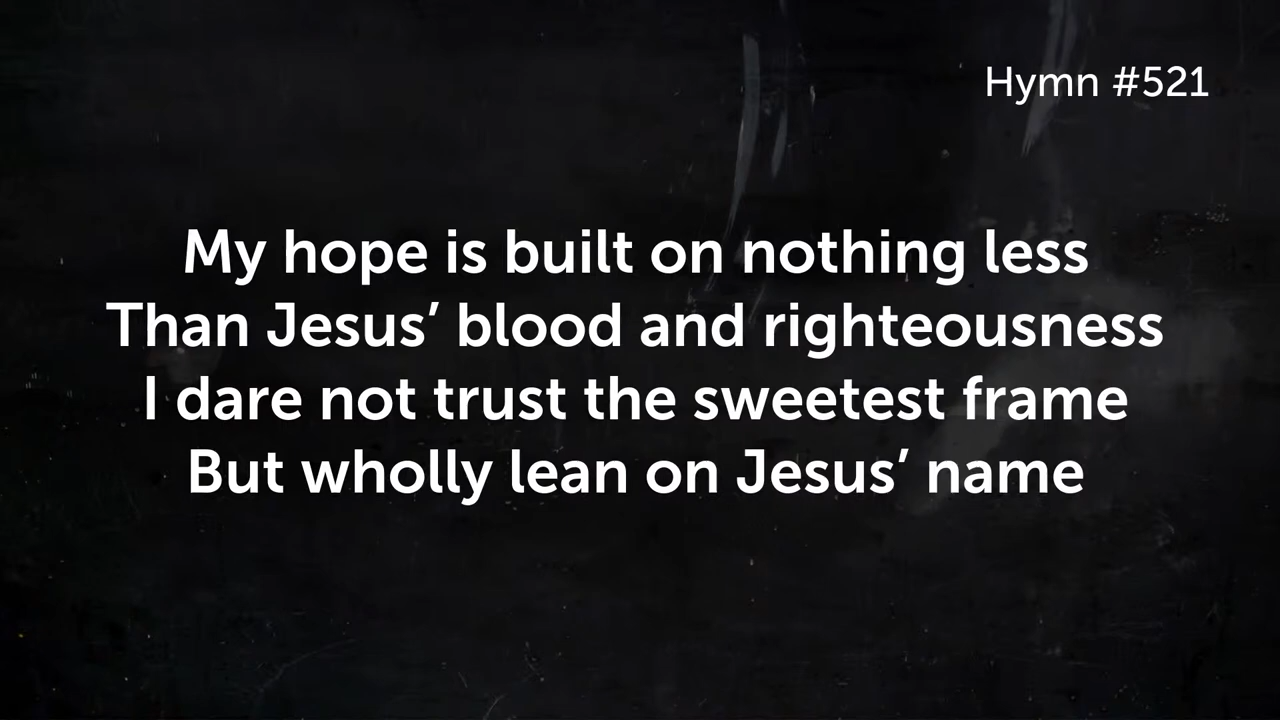 Hymn #521
My hope is built on nothing less
Than Jesus’ blood and righteousness
I dare not trust the sweetest frame
But wholly lean on Jesus’ name